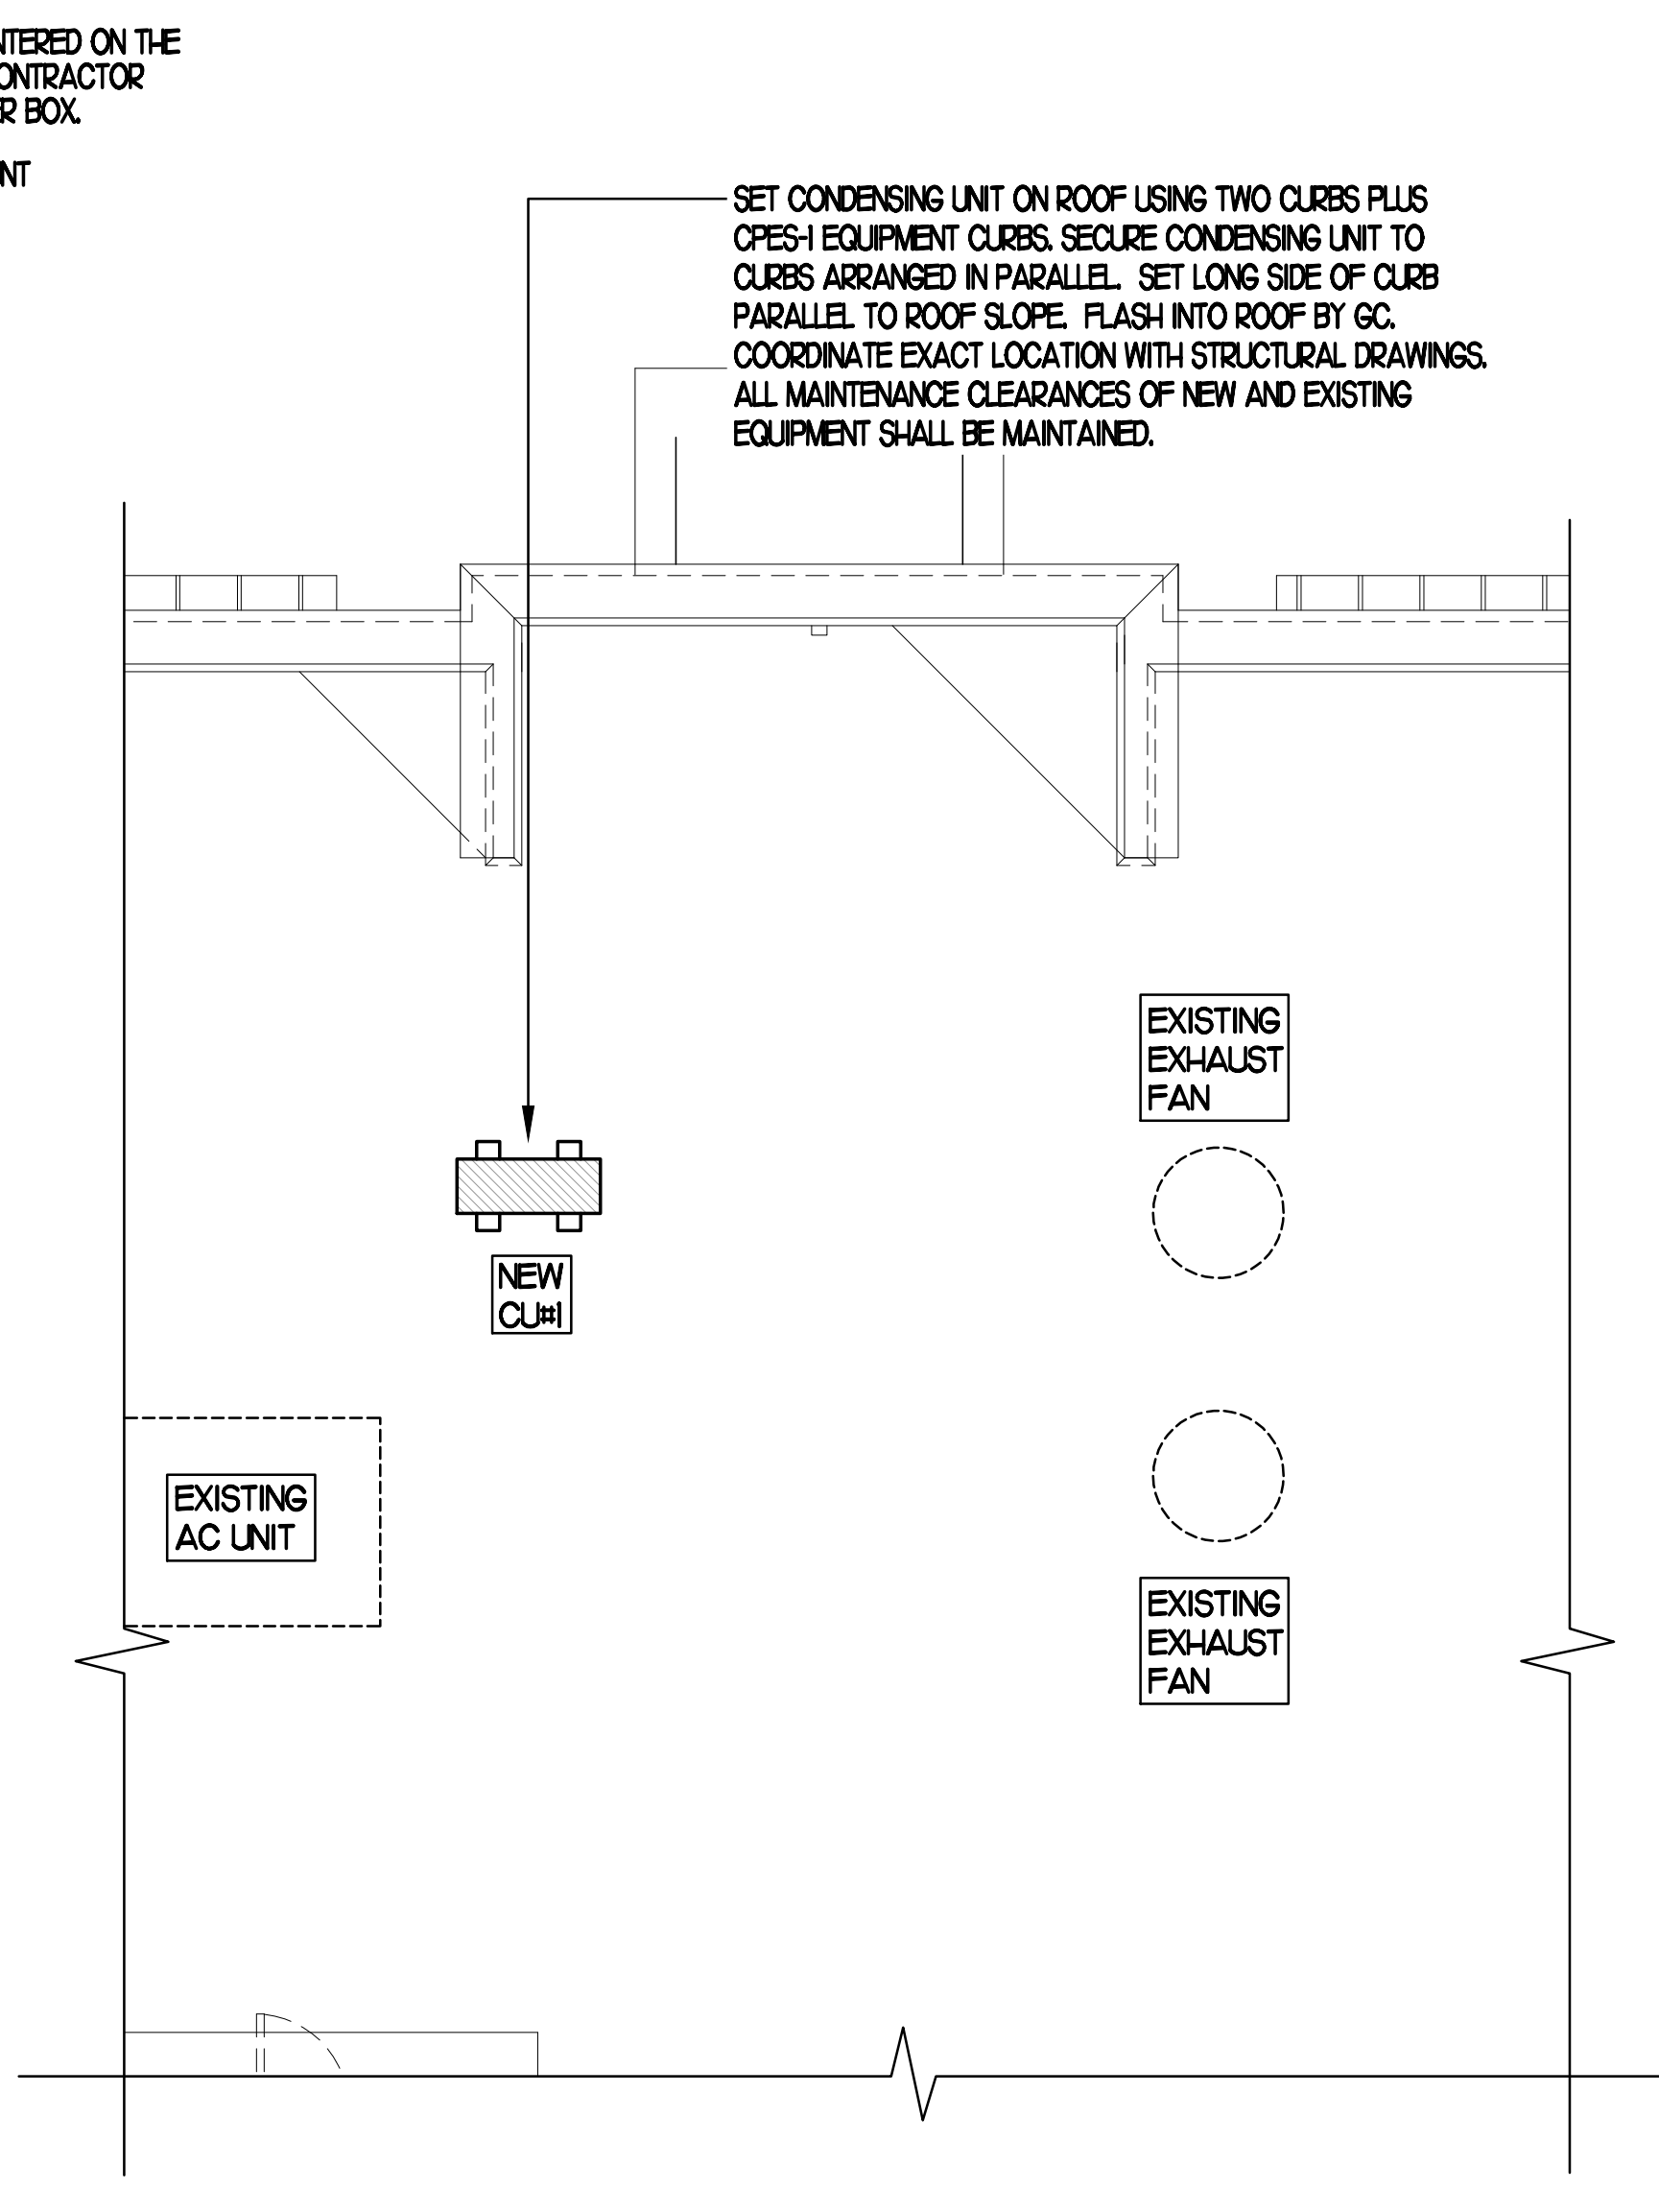 ON THE
BOX.
SET CONDENSING UNIT ON ROOF USING TWO CURBS PLUS
CPES-1 EQUIPMENT CURBS. SECURE CONDENSING UNIT TO
CURBS ARRANGED IN PARALLEL. SET LONG SIDE OF CURB
PARALLEL TO ROOF SLOPE. FLASH INTO ROOF BY GC.
COORDINATE EXACT LOCATION WITH STRUCTURAL DRAWINGS.
ALL MAINTENANCE CLEARANCES OF NEW AND EXISTING
EQUIPMENT SHALL BE MAINTAINED.
EXISTING
EXHAUST
FAN
NEW
CU#1
EXISTING
AC UNIT
EXISTING
EXHAUST
FAN